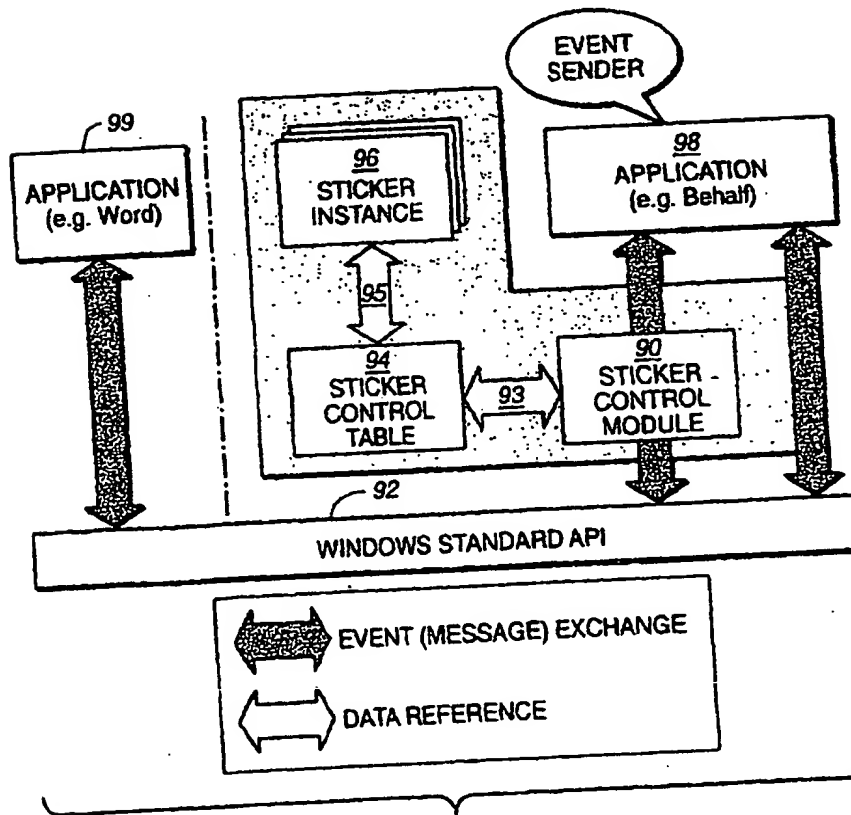 EVENT
SENDER
99
APPLICATION
(e.g. Word)
96
STICKER
INSTANCE
98
APPLICATION
(e.g. Behalf)
95
94
STICKER
CONTROL
TABLE
93
90
STICKER
CONTROL
MODULE
92
WINDOWS STANDARD API
EVENT (MESSAGE) EXCHANGE
DATA REFERENCE